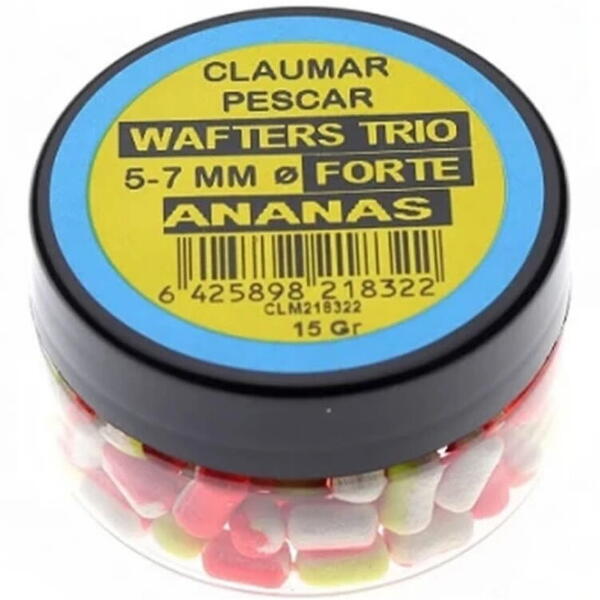 CLAUMAR
PESCAR
WAFTERS TRIO
5-7 MM ø FORTE
ANANAS
6 425898 218322
CLM218322
15 Gr